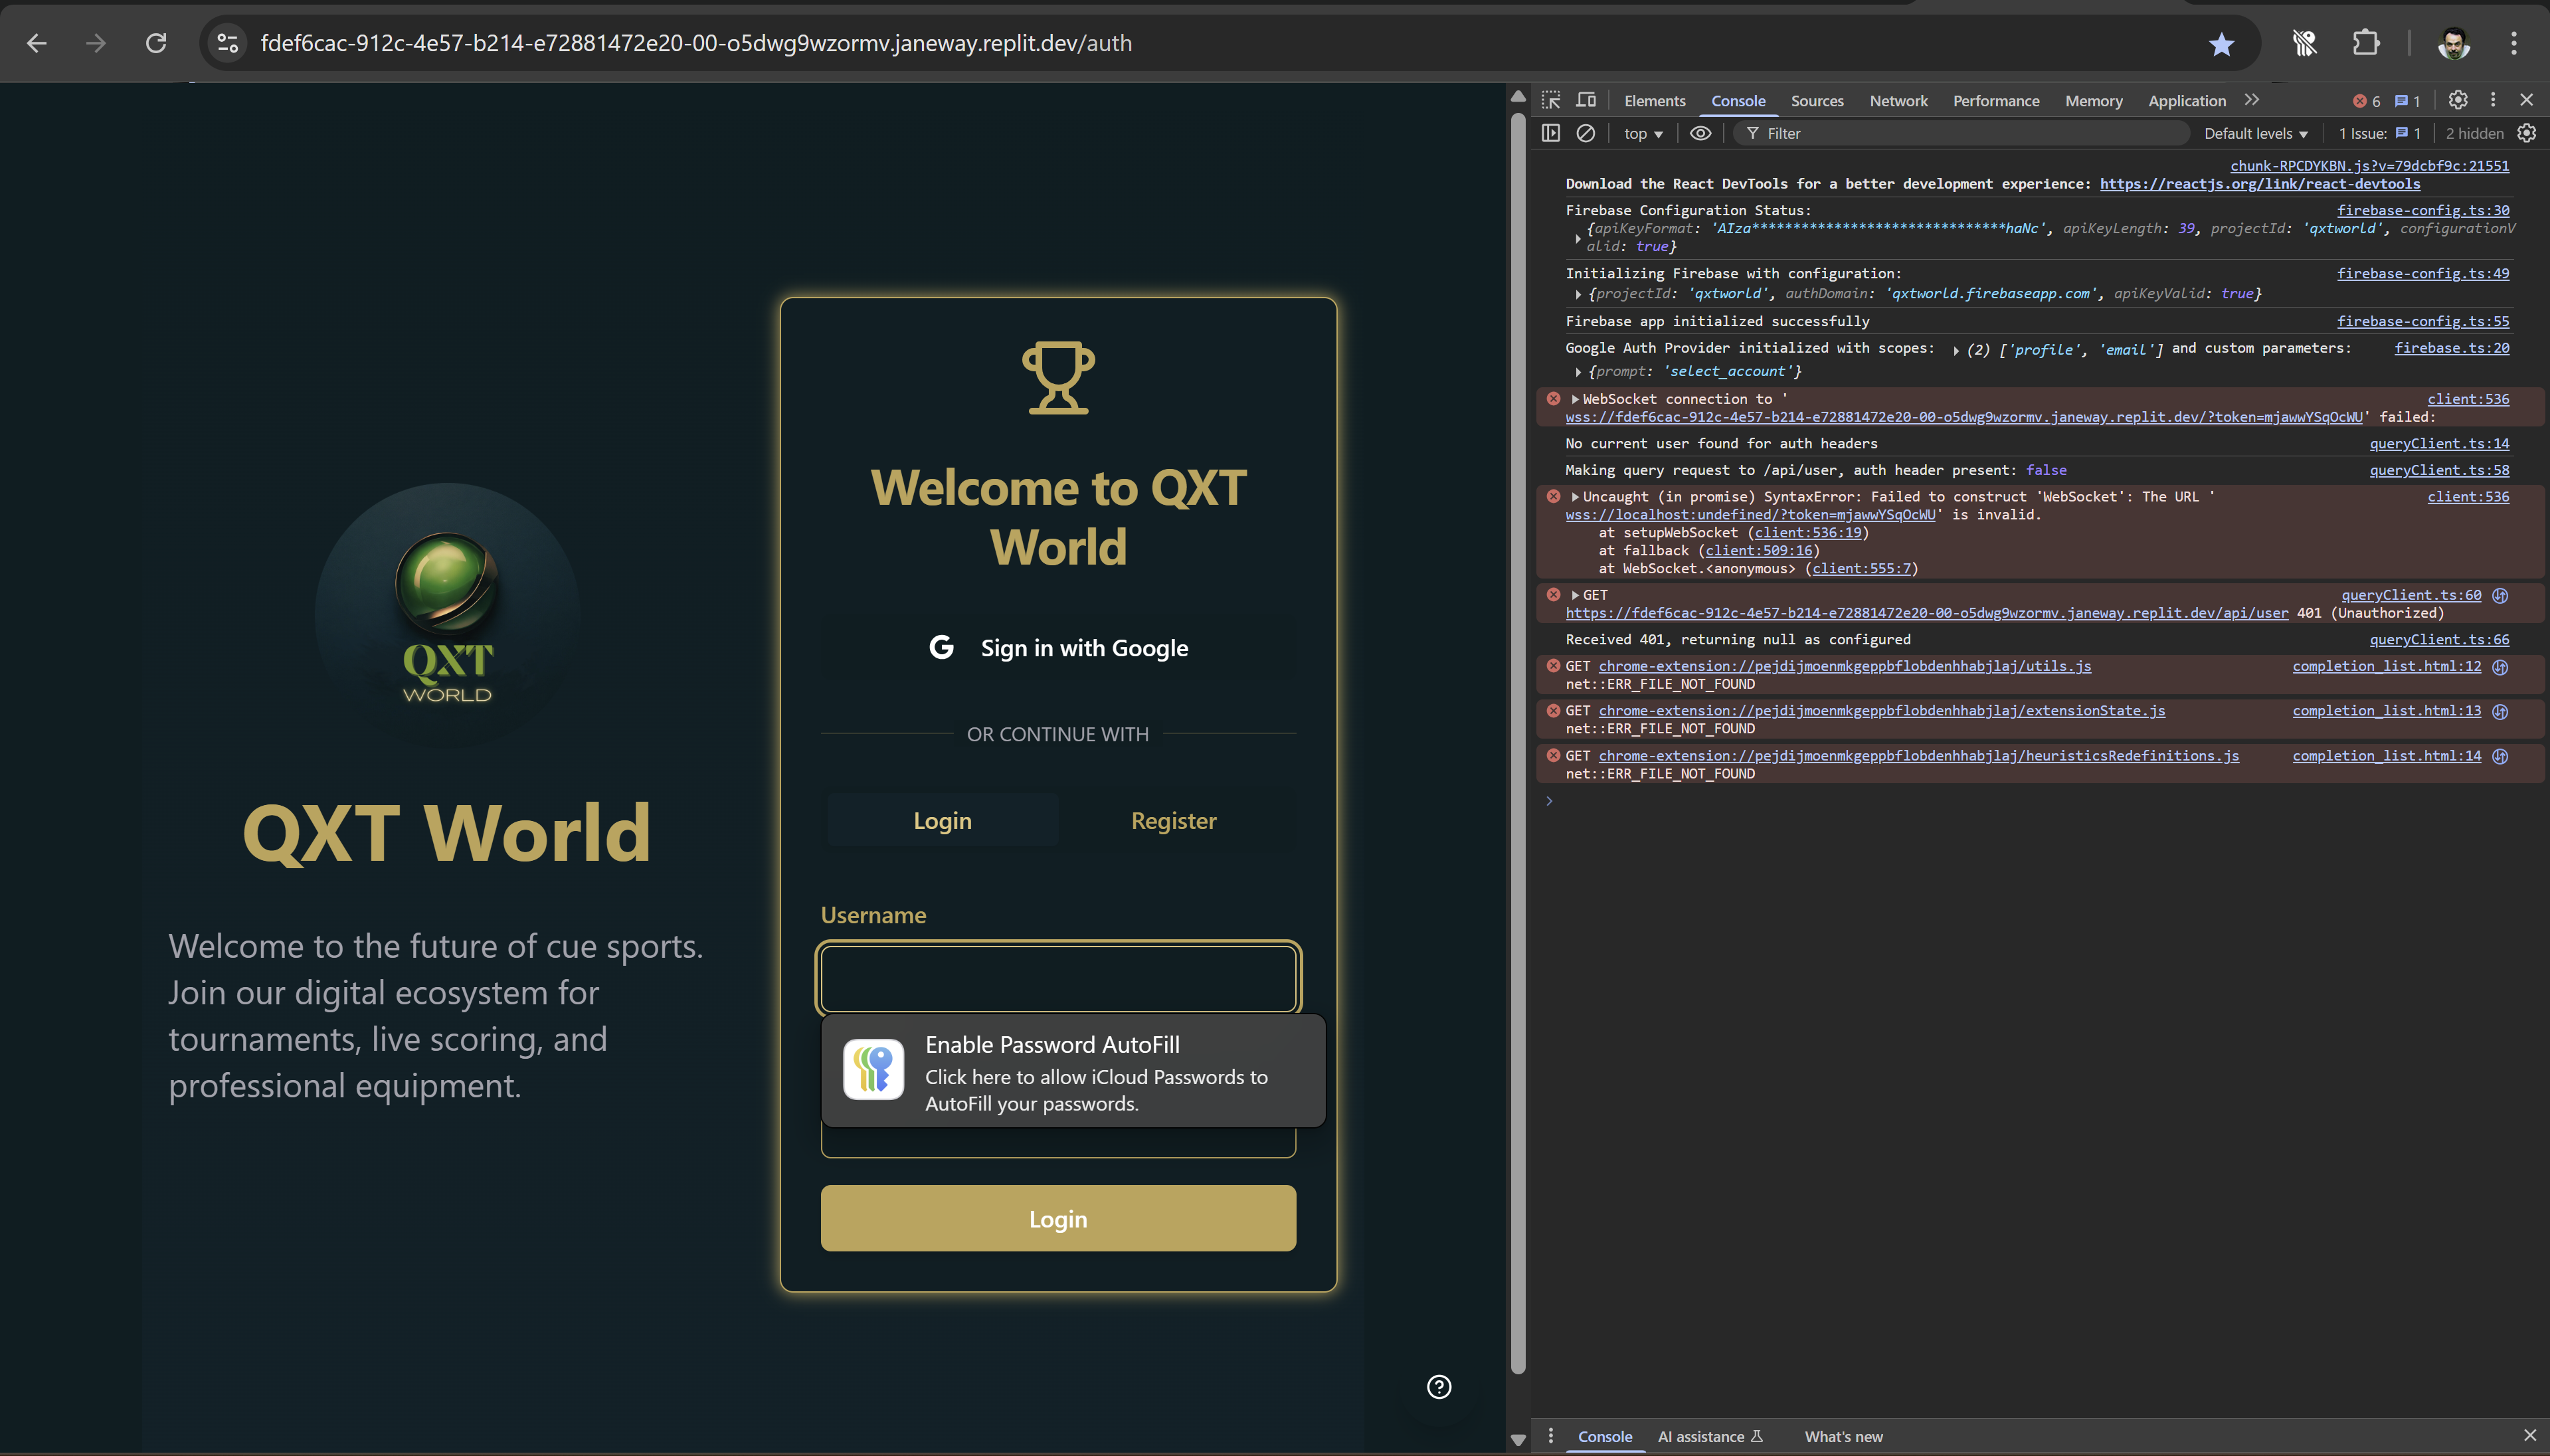 fdef6cac-912c-4e57-b214-e72881472e20-00-o5dwg9wzormv.janeway.replit.dev/auth
QXT
WORLD
QXT World
Welcome to the future of cue sports.
Join our digital ecosystem for
tournaments, live scoring, and
professional equipment.
Welcome to QXT
World
G Sign in with Google
OR CONTINUE WITH
Login Register
Username
Enable Password AutoFill
Click here to allow iCloud Passwords to
AutoFill your passwords.
Login
?
Elements Console Sources Network Performance Memory Application 6 1
top Filter Default levels 1 Issue: 1 2 hidden
chunk-RPCDYKBN.js?v=79dcbf9c:21551
Download the React DevTools for a better development experience: https://reactjs.org/link/react-devtools
Firebase Configuration Status: firebase-config.ts:30
{apiKeyFormat: 'AIza*******************************haNc', apiKeyLength: 39, projectId: 'qxtworld', configurationV
alid: true}
Initializing Firebase with configuration: firebase-config.ts:49
{projectId: 'qxtworld', authDomain: 'qxtworld.firebaseapp.com', apiKeyValid: true}
Firebase app initialized successfully firebase-config.ts:55
Google Auth Provider initialized with scopes: (2) ['profile', 'email'] and custom parameters: firebase.ts:20
{prompt: 'select_account'}
WebSocket connection to ' client:536
wss://fdef6cac-912c-4e57-b214-e72881472e20-00-o5dwg9wzormv.janeway.replit.dev/?token=mjawwYSqOcWU' failed:
No current user found for auth headers queryClient.ts:14
Making query request to /api/user, auth header present: false queryClient.ts:58
Uncaught (in promise) SyntaxError: Failed to construct 'WebSocket': The URL ' client:536
wss://localhost:undefined/?token=mjawwYSqOcWU' is invalid.
at setupWebSocket (client:536:19)
at fallback (client:509:16)
at WebSocket.<anonymous> (client:555:7)
GET queryClient.ts:60
https://fdef6cac-912c-4e57-b214-e72881472e20-00-o5dwg9wzormv.janeway.replit.dev/api/user 401 (Unauthorized)
Received 401, returning null as configured queryClient.ts:66
GET chrome-extension://pejdijmoenmkgeppbflobdenhhabjlaj/utils.js completion_list.html:12
net::ERR_FILE_NOT_FOUND
GET chrome-extension://pejdijmoenmkgeppbflobdenhhabjlaj/extensionState.js completion_list.html:13
net::ERR_FILE_NOT_FOUND
GET chrome-extension://pejdijmoenmkgeppbflobdenhhabjlaj/heuristicsRedefinitions.js completion_list.html:14
net::ERR_FILE_NOT_FOUND
Console AI assistance What's new